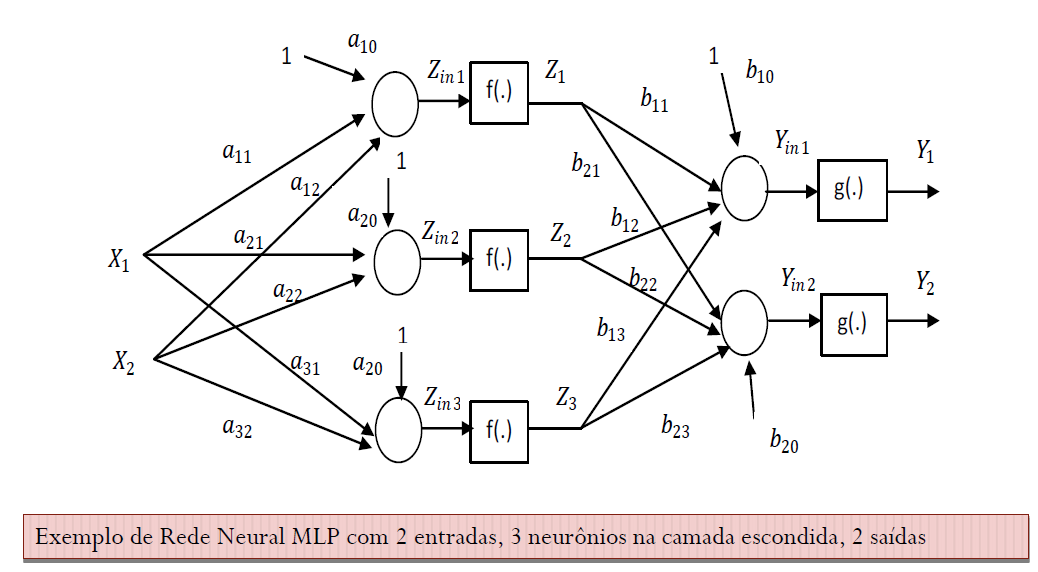 1
a10
Zin1
f(.)
Z1
1
b10
a11
b11
Yin1
Y1
g(.)
a12
1
b21
a20
Zin2
f(.)
Z2
b12
X1
a21
a22
b22
Yin2
Y2
g(.)
X2
a31
1
a20
b13
Zin3
f(.)
Z3
a32
b23
b20
Exemplo de Rede Neural MLP com 2 entradas, 3 neurônios na camada escondida, 2 saídas